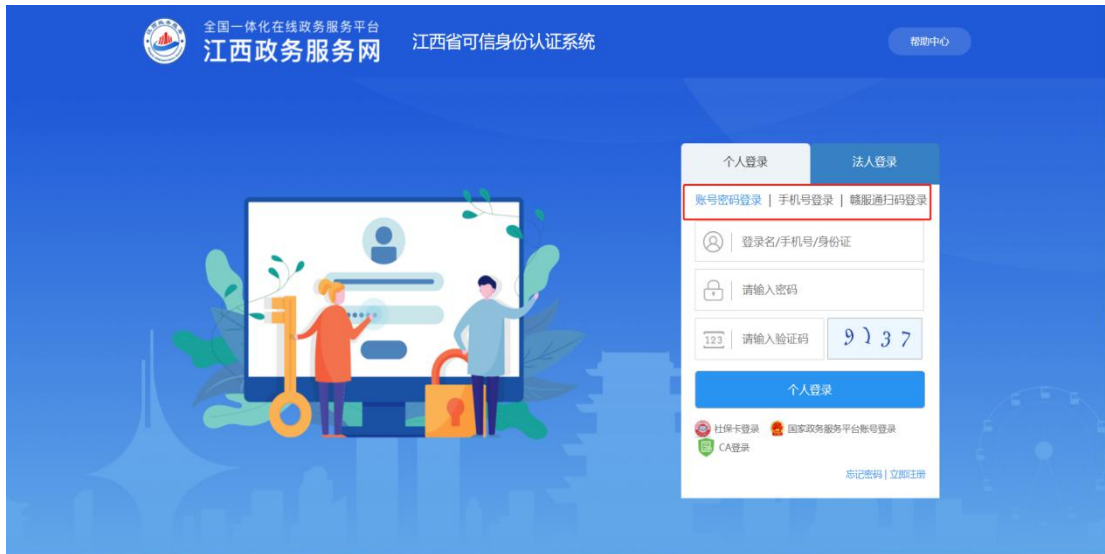 全国一体化在线政务服务平台
江西政务服务网
江西省可信身份认证系统
帮助中心
个人登录
法人登录
账号密码登录 | 手机号登录 | 赣服通扫码登录
登录名/手机号/身份证
请输入密码
123
请输入验证码
个人登录
社保卡登录
国家政务服务平台账号登录
CA登录
忘记密码 | 立即注册